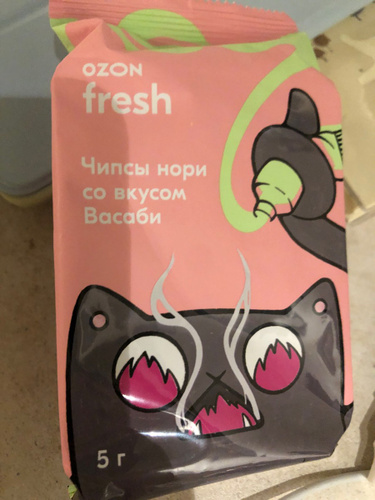 OZON
fresh
Чипсы нори
со вкусом
Васаби
5 г